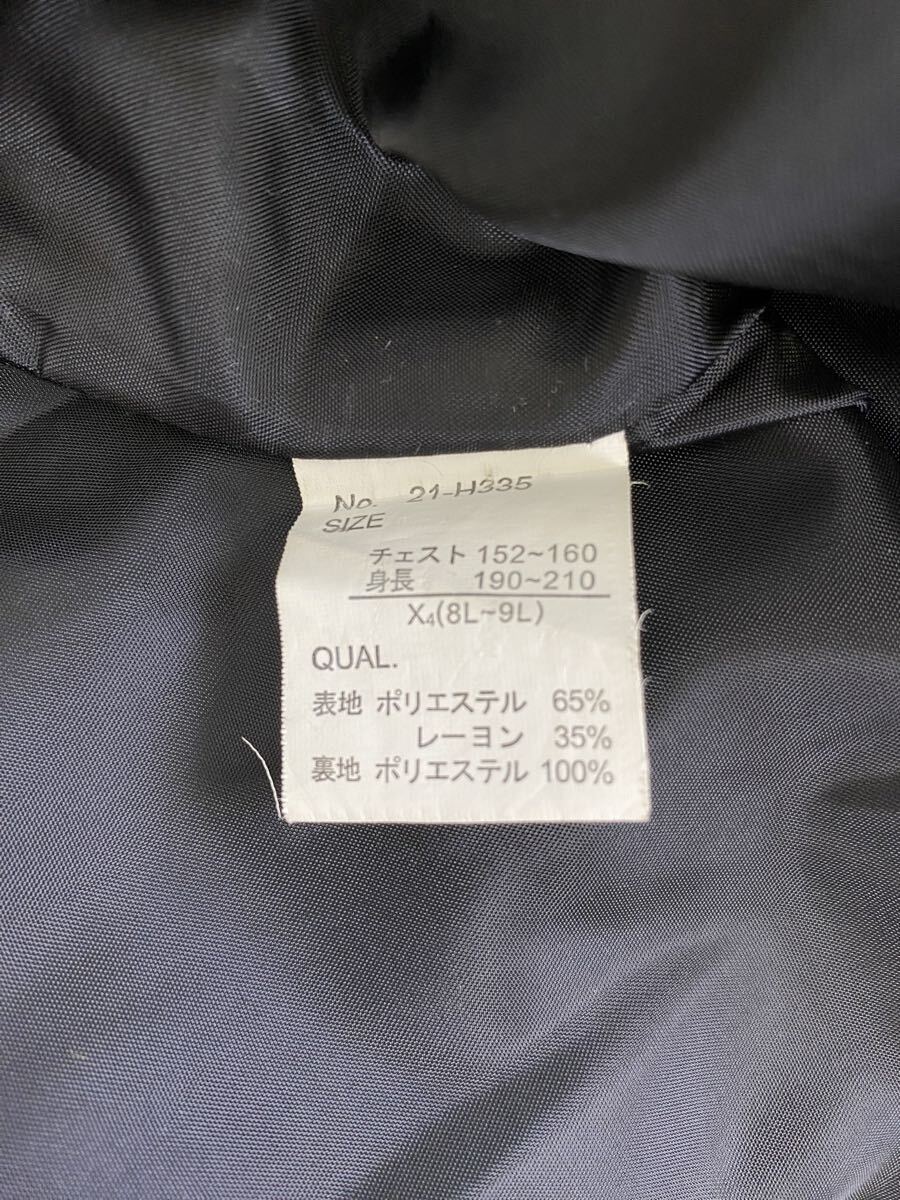 No. 21-H335
SIZE
チェスト 152~160
身長 190~210
X₄(8L~9L)
QUAL.
表地 ポリエステル 65%
レーヨン 35%
裏地 ポリエステル 100%